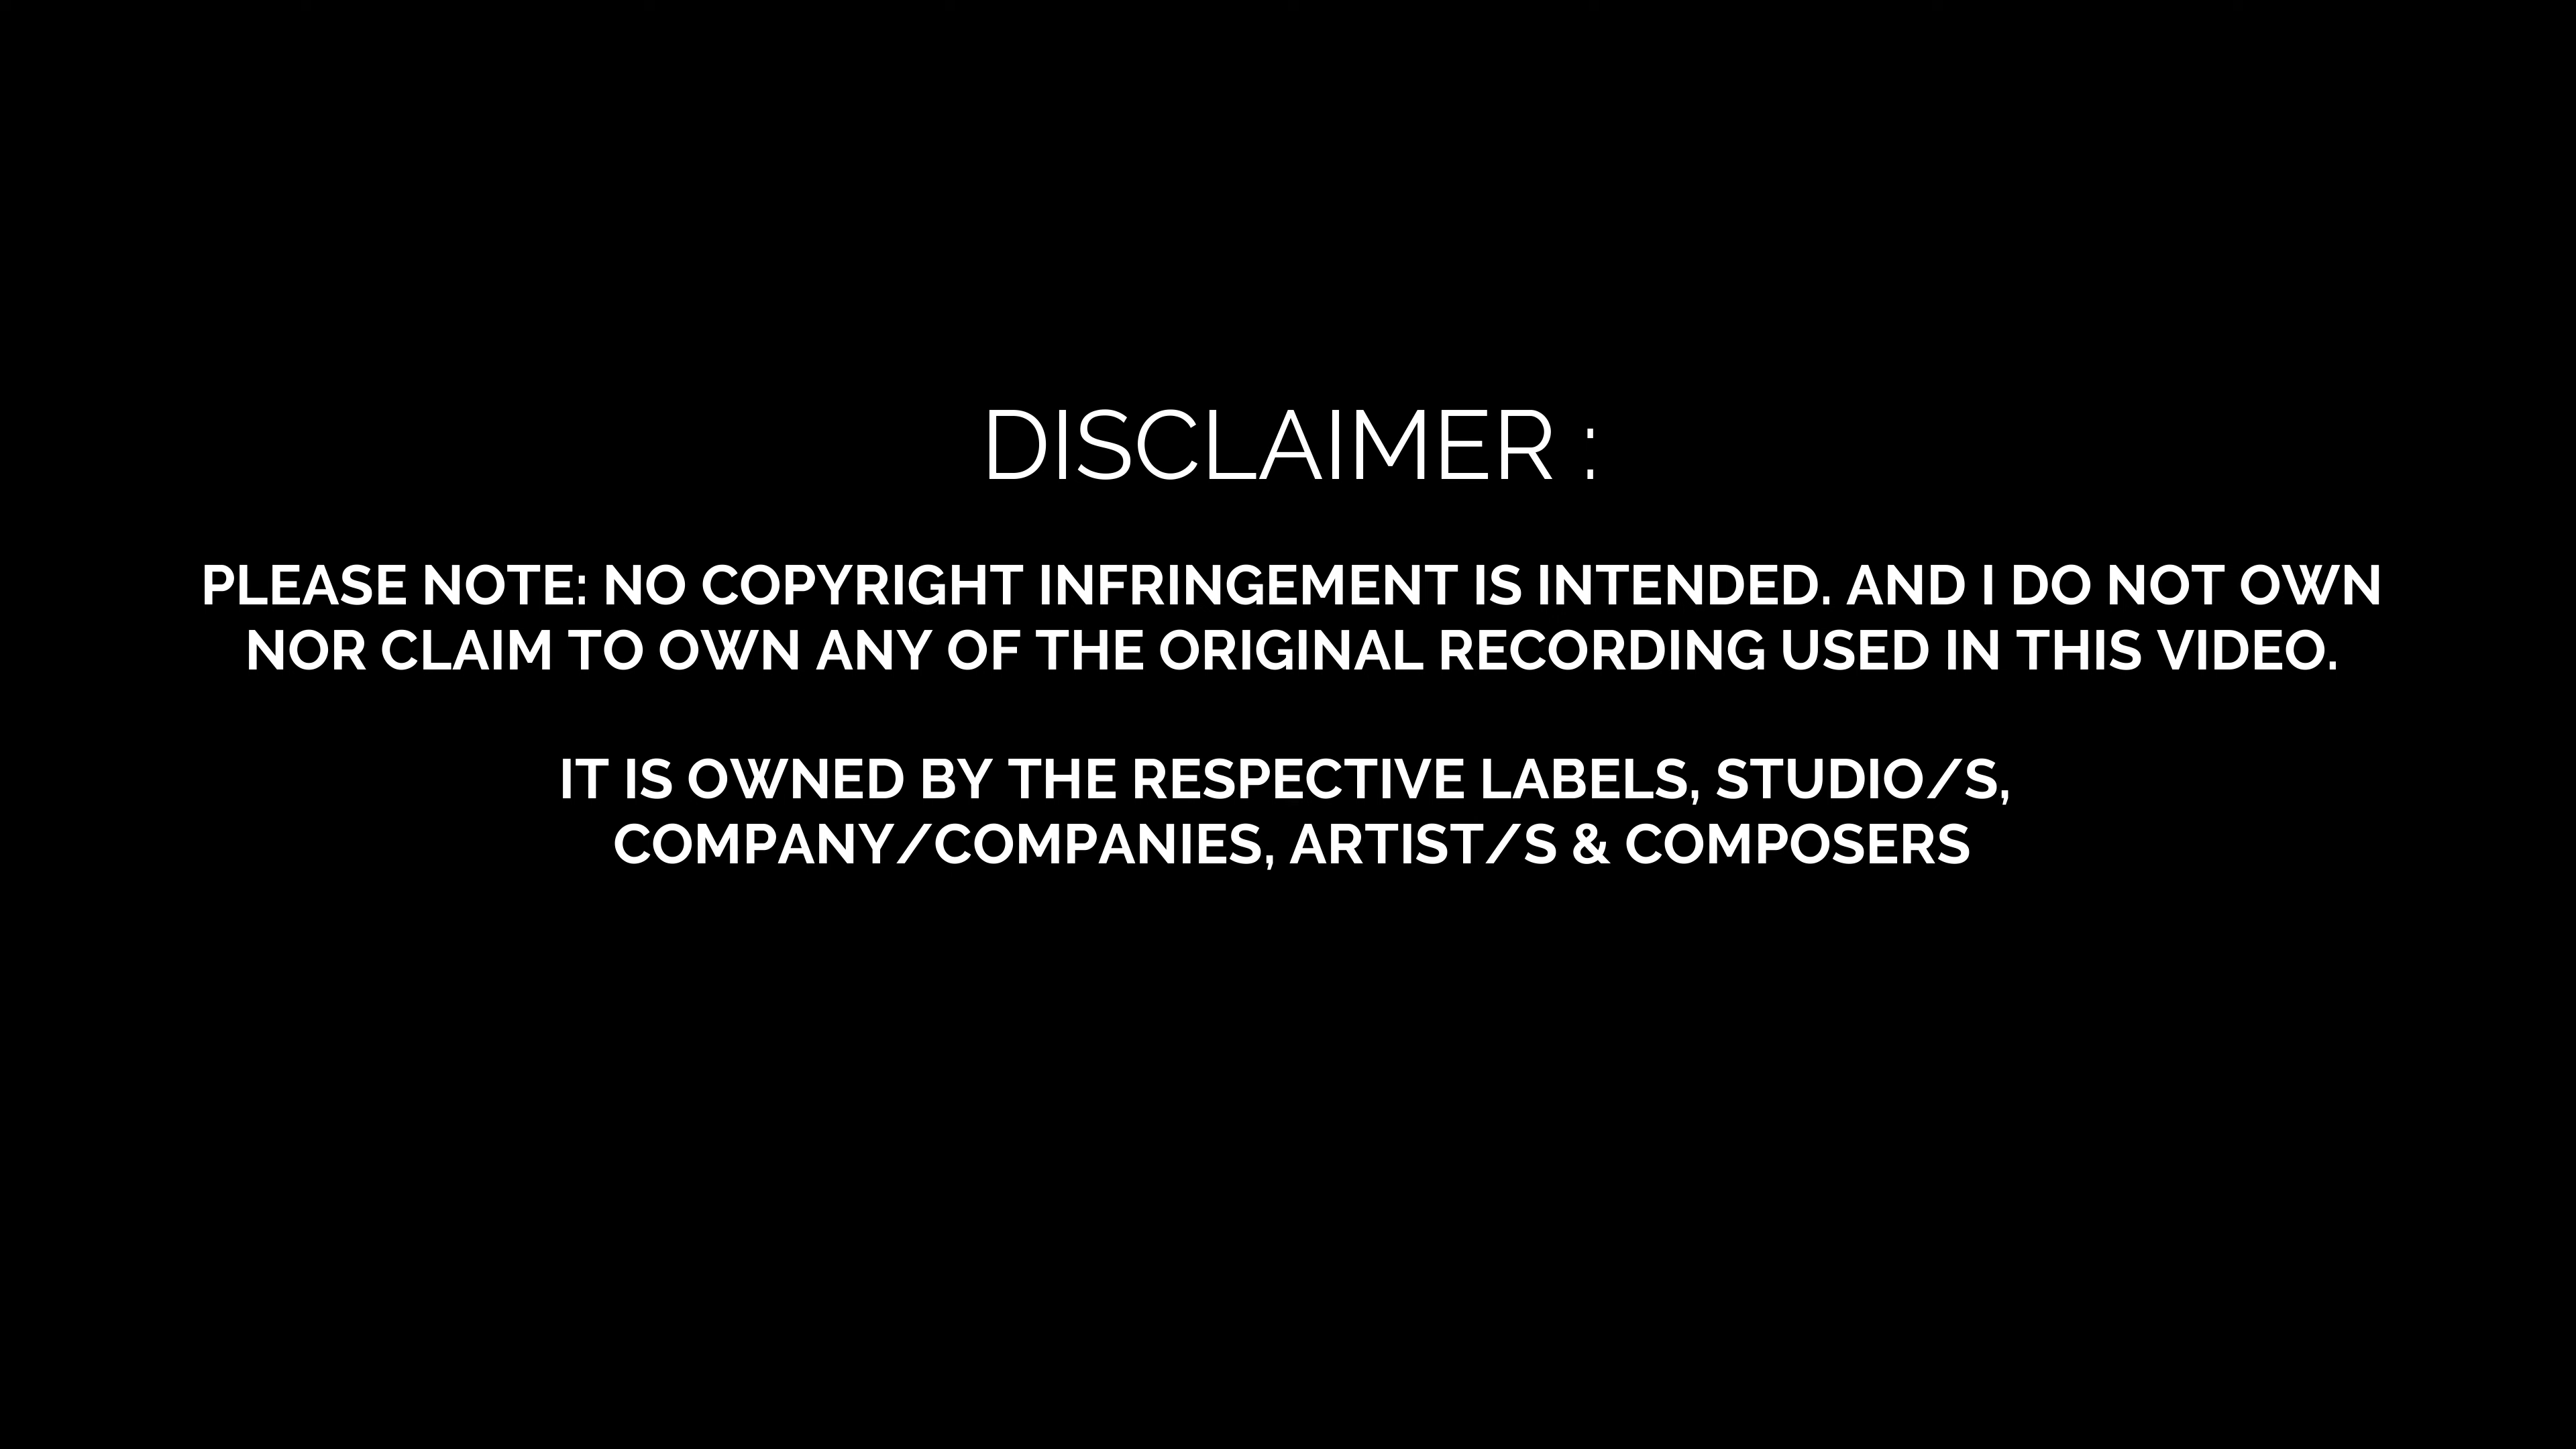 DISCLAIMER :
PLEASE NOTE: NO COPYRIGHT INFRINGEMENT IS INTENDED. AND I DO NOT OWN
NOR CLAIM TO OWN ANY OF THE ORIGINAL RECORDING USED IN THIS VIDEO.
IT IS OWNED BY THE RESPECTIVE LABELS, STUDIO/S,
COMPANY/COMPANIES, ARTIST/S & COMPOSERS